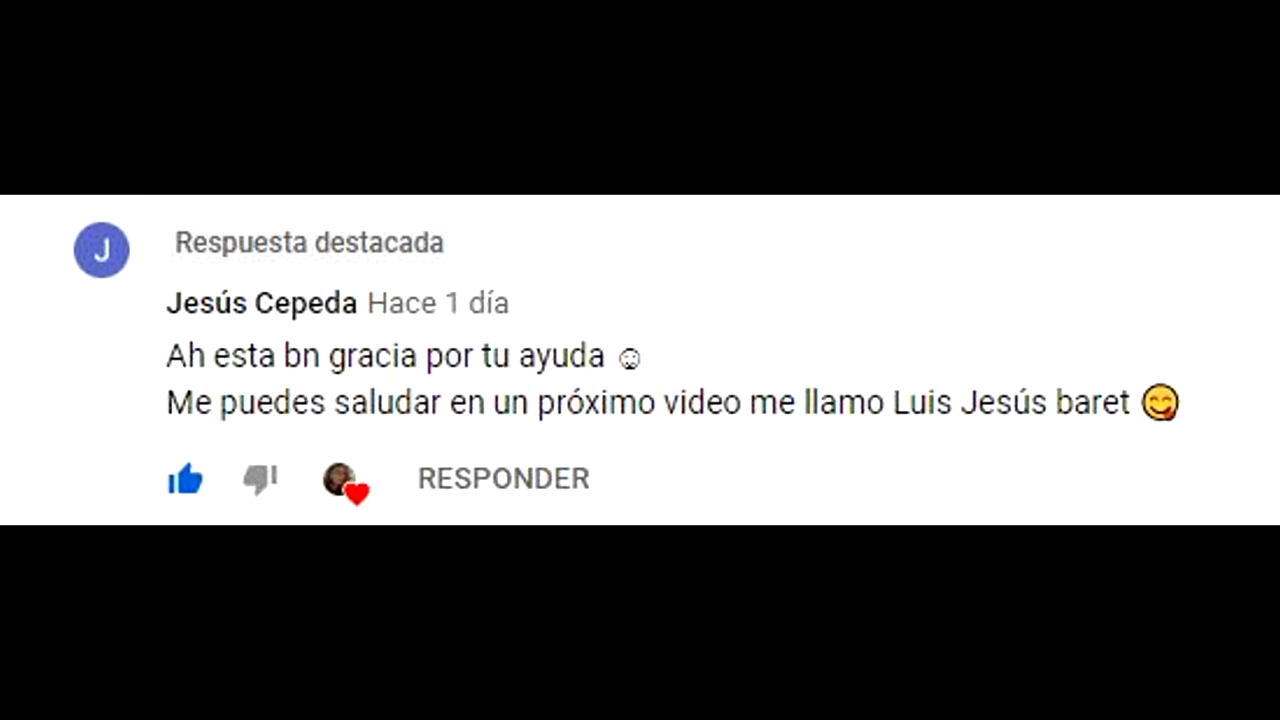 J
Respuesta destacada
Jesús Cepeda Hace 1 día
Ah esta bn gracia por tu ayuda ☺
Me puedes saludar en un próximo video me llamo Luis Jesús baret 😋
RESPONDER